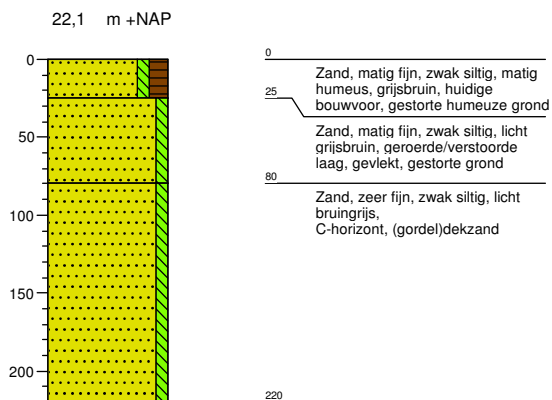 22,1 m +NAP
0
50
100
150
200
0
Zand, matig fijn, zwak siltig, matig
humeus, grijsbruin, huidige
bouwvoor, gestorte humeuze grond
25
Zand, matig fijn, zwak siltig, licht
grijsbruin, geroerde/verstoorde
laag, gevlekt, gestorte grond
80
Zand, zeer fijn, zwak siltig, licht
bruingrijs,
C-horizont, (gordel)dekzand
220